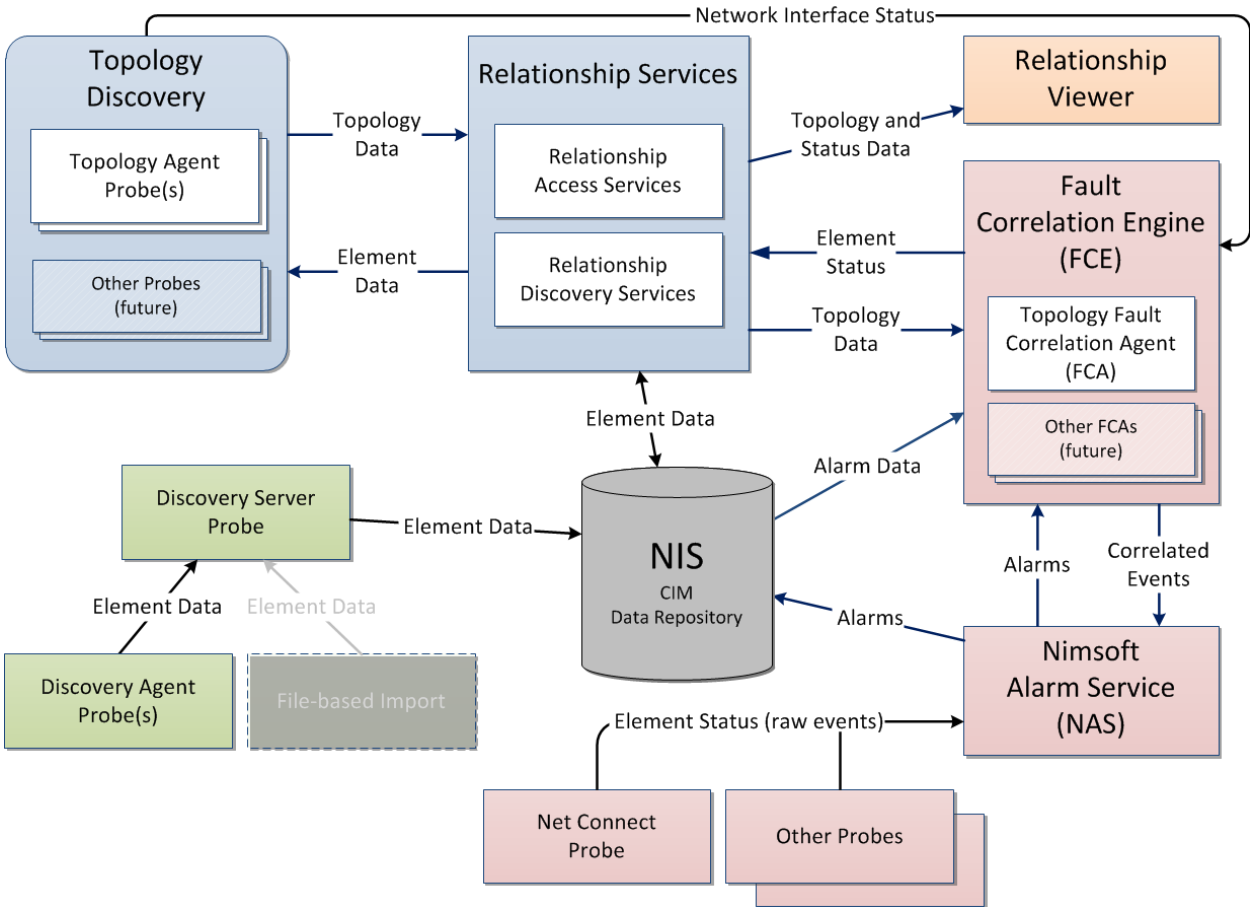 Network Interface Status
Topology
Discovery
Topology Agent
Probe(s)
Other Probes
(future)
Topology
Data
Element
Data
Relationship Services
Relationship
Access Services
Relationship
Discovery Services
Topology and
Status Data
Element
Status
Topology
Data
Relationship
Viewer
Fault
Correlation Engine
(FCE)
Topology Fault
Correlation Agent
(FCA)
Other FCAs
(future)
Element Data
Alarm Data
Discovery Server
Probe
Element Data
NIS
CIM
Data Repository
Alarms
Correlated
Events
Element Data
Element Data
Alarms
Discovery Agent
Probe(s)
File-based Import
Nimsoft
Alarm Service
(NAS)
Element Status (raw events)
Net Connect
Probe
Other Probes